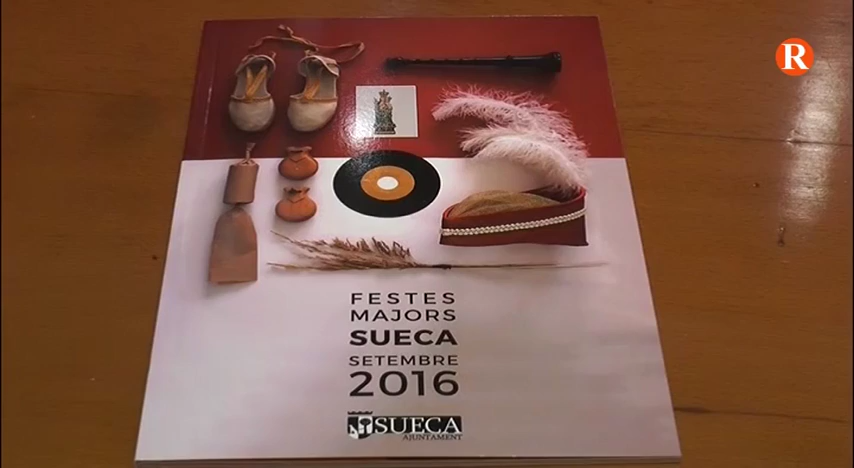 R
FESTES
MAJORS
SUECA
SETEMBRE
2016
SUECA
AJUNTAMENT